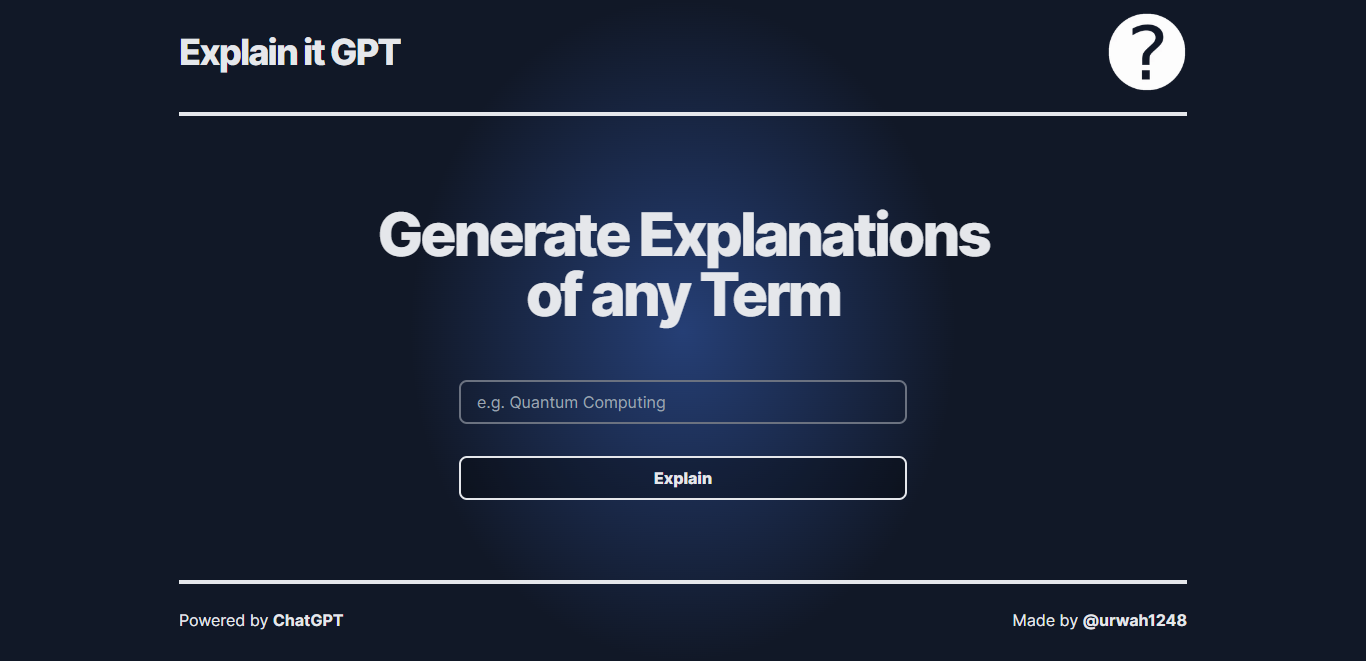 Explain it GPT
?
Generate Explanations
of any Term
e.g. Quantum Computing
Explain
Powered by ChatGPT
Made by @urwah1248